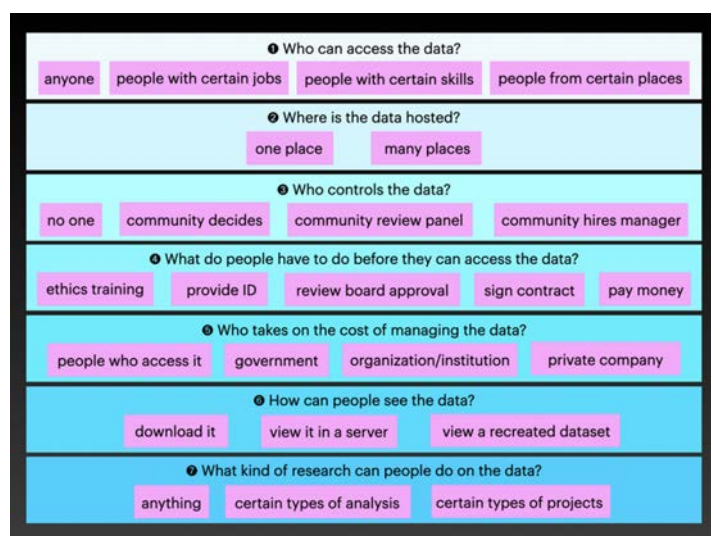 ❶ Who can access the data?
anyone people with certain jobs people with certain skills people from certain places
❷ Where is the data hosted?
one place many places
❸ Who controls the data?
no one community decides community review panel community hires manager
❹ What do people have to do before they can access the data?
ethics training provide ID review board approval sign contract pay money
❺ Who takes on the cost of managing the data?
people who access it government organization/institution private company
❻ How can people see the data?
download it view it in a server view a recreated dataset
❼ What kind of research can people do on the data?
anything certain types of analysis certain types of projects